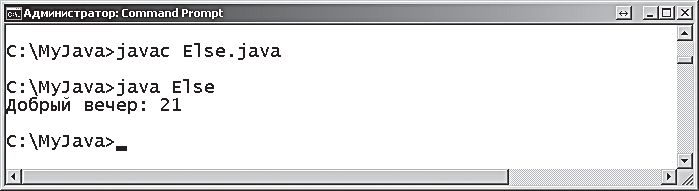 Администратор: Command Prompt
C:\MyJava>javac Else.java
C:\MyJava>java Else
Добрый вечер: 21
C:\MyJava>